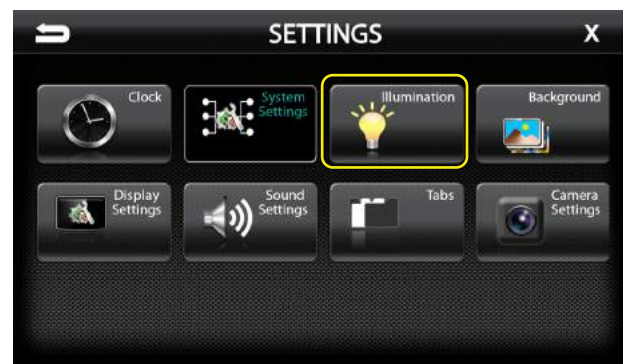 SETTINGS
X
Clock
System
Settings
Illumination
Background
Display
Settings
Sound
Settings
Tabs
Camera
Settings